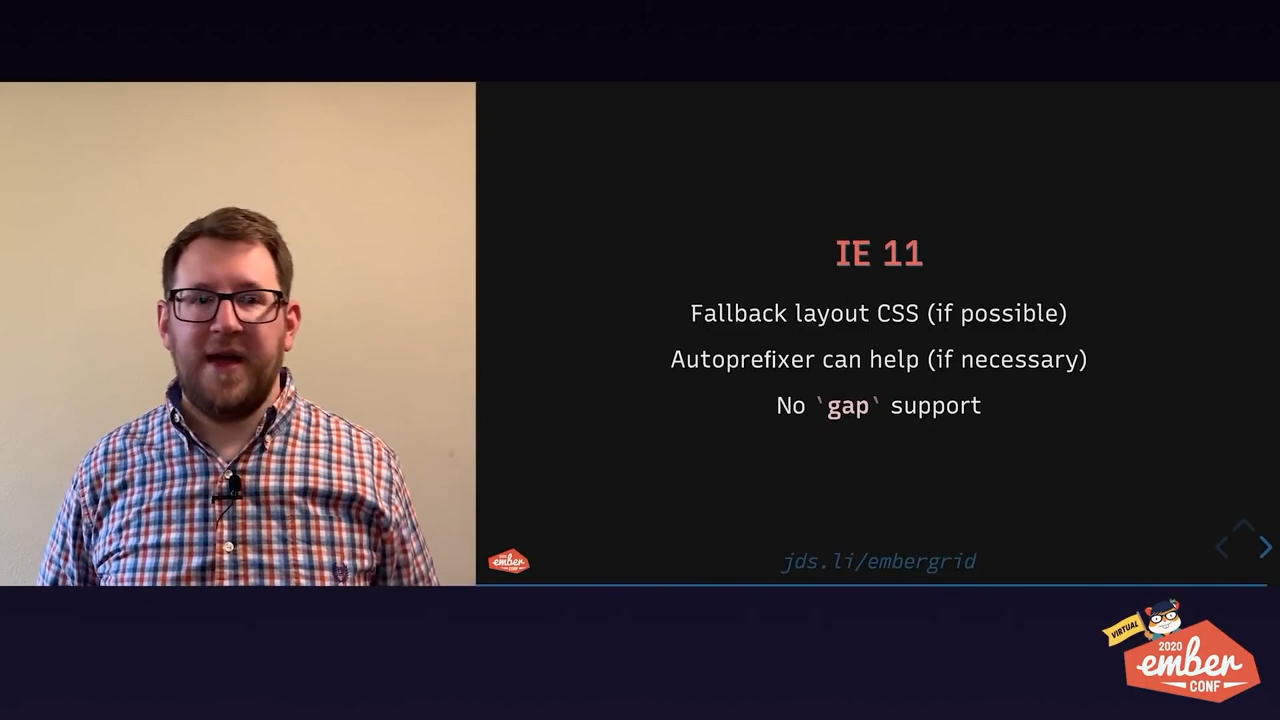 IE 11
Fallback layout CSS (if possible)
Autoprefixer can help (if necessary)
No `gap` support
ember
CONF
jds.li/embergrid
VIRTUAL
2020
ember
CONF